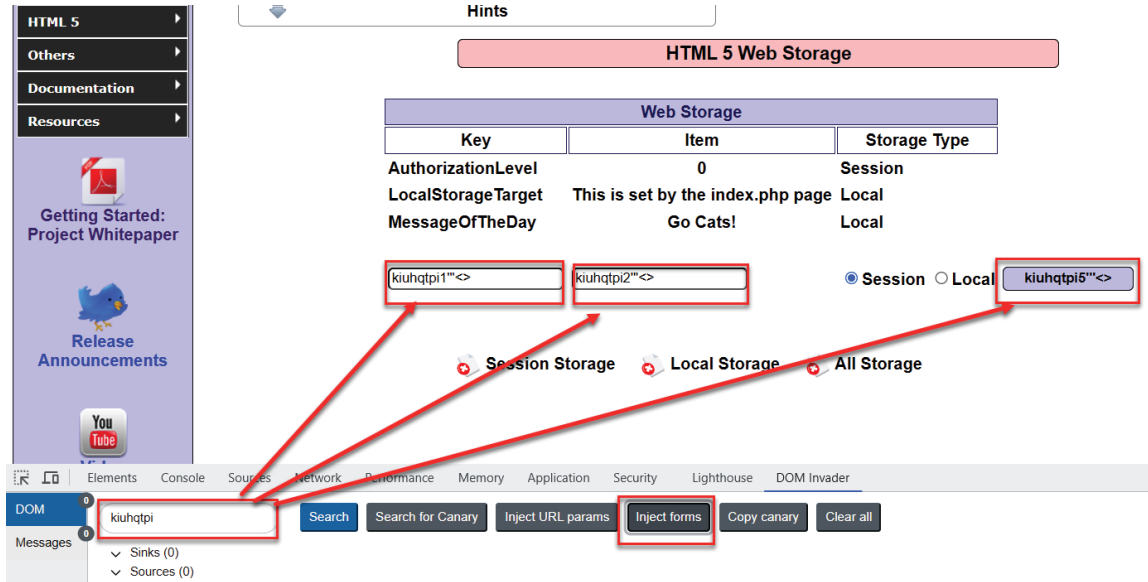 HTML 5
Others
Documentation
Resources
Getting Started:
Project Whitepaper
Release
Announcements
You
Tube
Hints
HTML 5 Web Storage
Web Storage
Key Item Storage Type
AuthorizationLevel 0 Session
LocalStorageTarget This is set by the index.php page Local
MessageOfTheDay Go Cats! Local
kiuhqtpi1'"<> kiuhqtpi2'"<> Session Local kiuhqtpi5'"<>
Session Storage Local Storage All Storage
Elements Console Sources Network Performance Memory Application Security Lighthouse DOM Invader
DOM 0 kiuhqtpi Search Search for Canary Inject URL params Inject forms Copy canary Clear all
Messages 0
Sinks (0)
Sources (0)